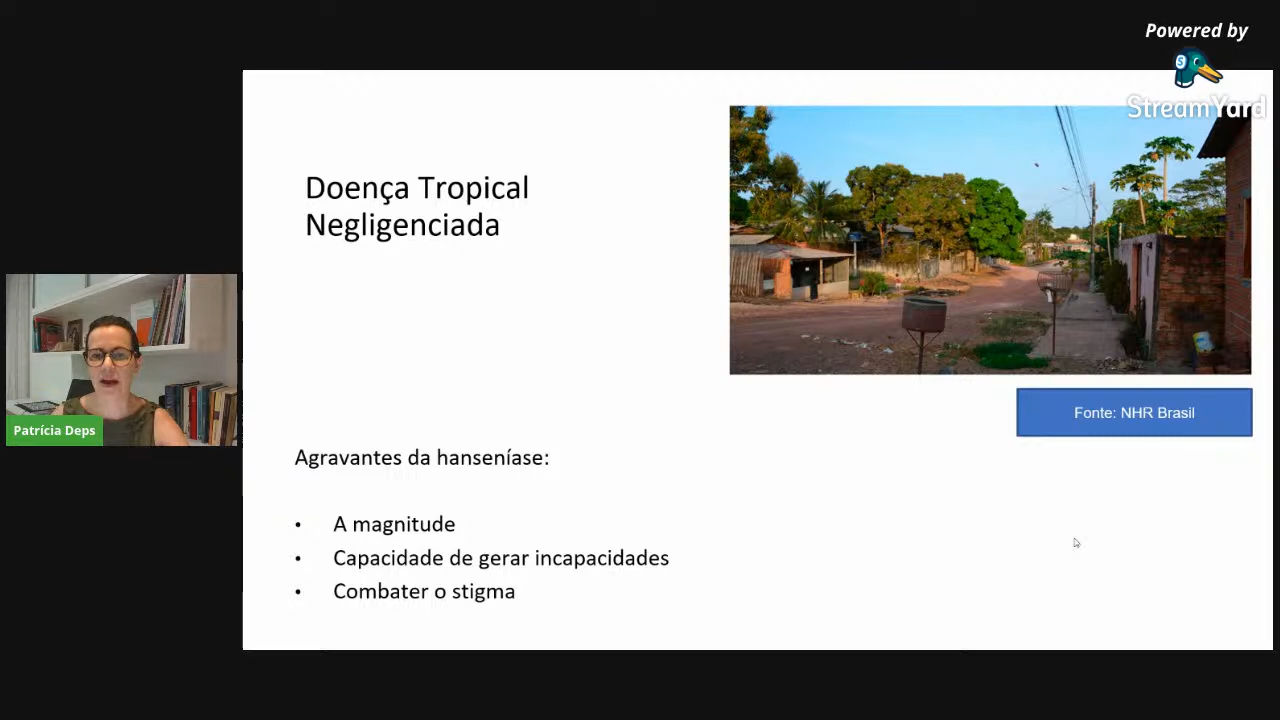 Powered by
StreamYard
Doença Tropical
Negligenciada
Fonte: NHR Brasil
Patrícia Deps
Agravantes da hanseníase:
• A magnitude
• Capacidade de gerar incapacidades
• Combater o stigma